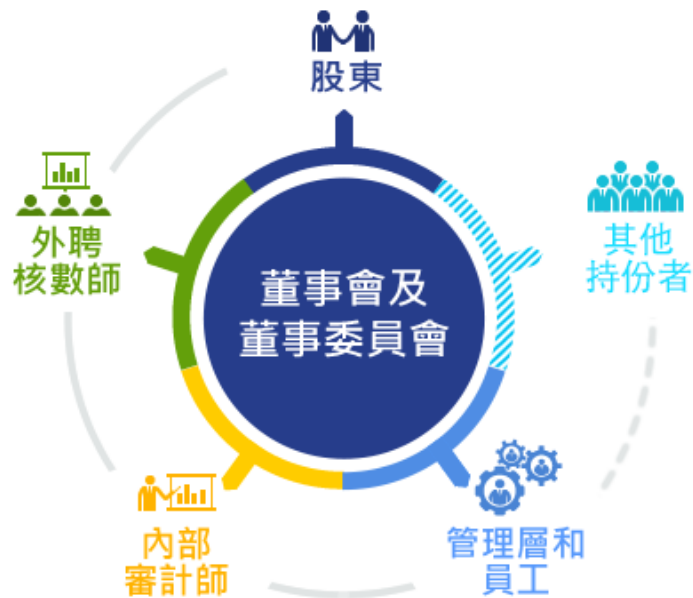 股東
外聘
核數師
其他
持份者
董事會及
董事委員會
內部
審計師
管理層和
員工